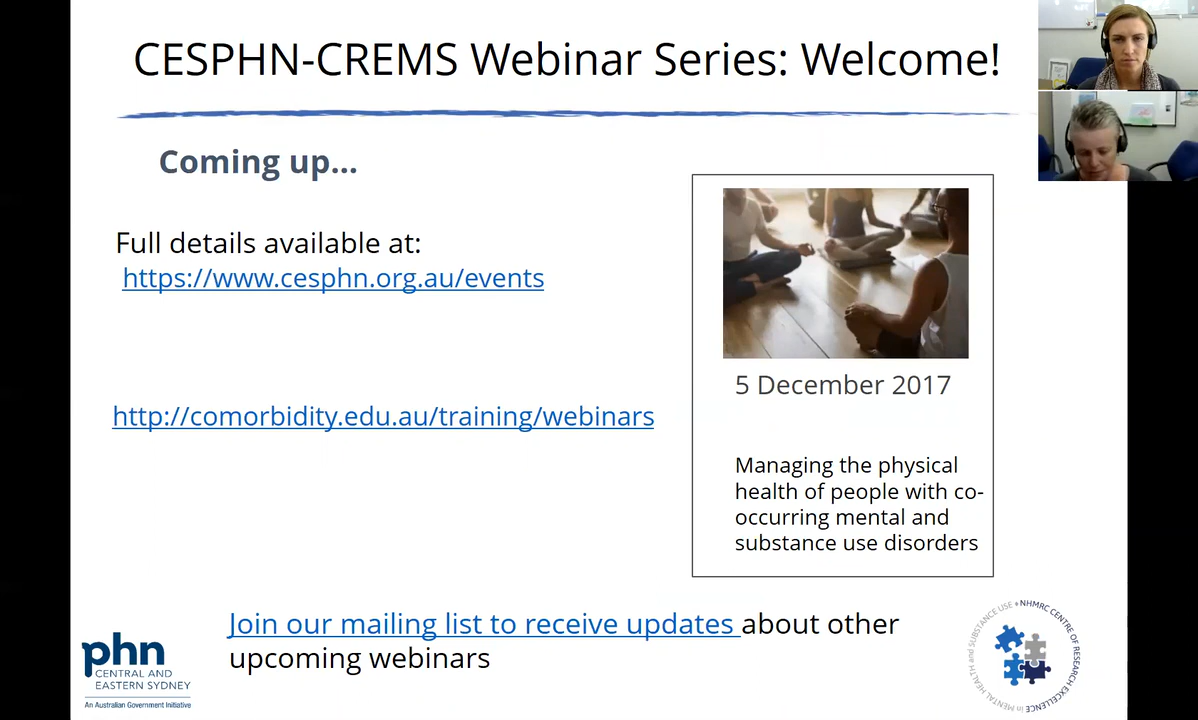 CESPHN-CREMS Webinar Series: Welcome!
Coming up...
Full details available at:
https://www.cesphn.org.au/events
http://comorbidity.edu.au/training/webinars
5 December 2017
Managing the physical
health of people with co-
occurring mental and
substance use disorders
Join our mailing list to receive updates about other
upcoming webinars
phn
CENTRAL AND
EASTERN SYDNEY
An Australian Government Initiative
NHMRC CENTRE OF RESEARCH EXCELLENCE in MENTAL HEALTH and SUBSTANCE USE